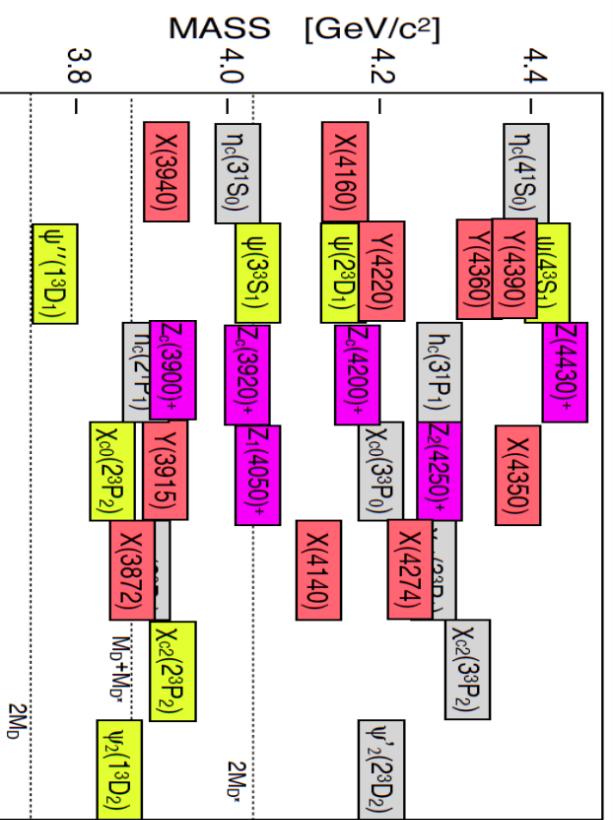 MASS [GeV/c²]
4.4
4.2
4.0
3.8
ηc(4¹S₀)
X(4160)
ηc(3¹S₀)
X(3940)
ψ(4³S₁)
Y(4390)
Y(4360)
Y(4220)
ψ(2³D₁)
ψ(3³S₁)
ψ′′(1³D₁)
Z(4430)+
hc(3¹P₁)
Zc(4200)+
Zc(3920)+
Zc(3900)+
X(4350)
Z₂(4250)+
χc0(3³P₀)
Z₁(4050)+
Y(3915)
χc0(2³P₂)
X(4274)
X(4140)
X(3872)
χc2(3³P₂)
χc2(2³P₂)
MD+MD*
ψ'₂(2³D₂)
ψ₂(1³D₂)
2MD*
2MD